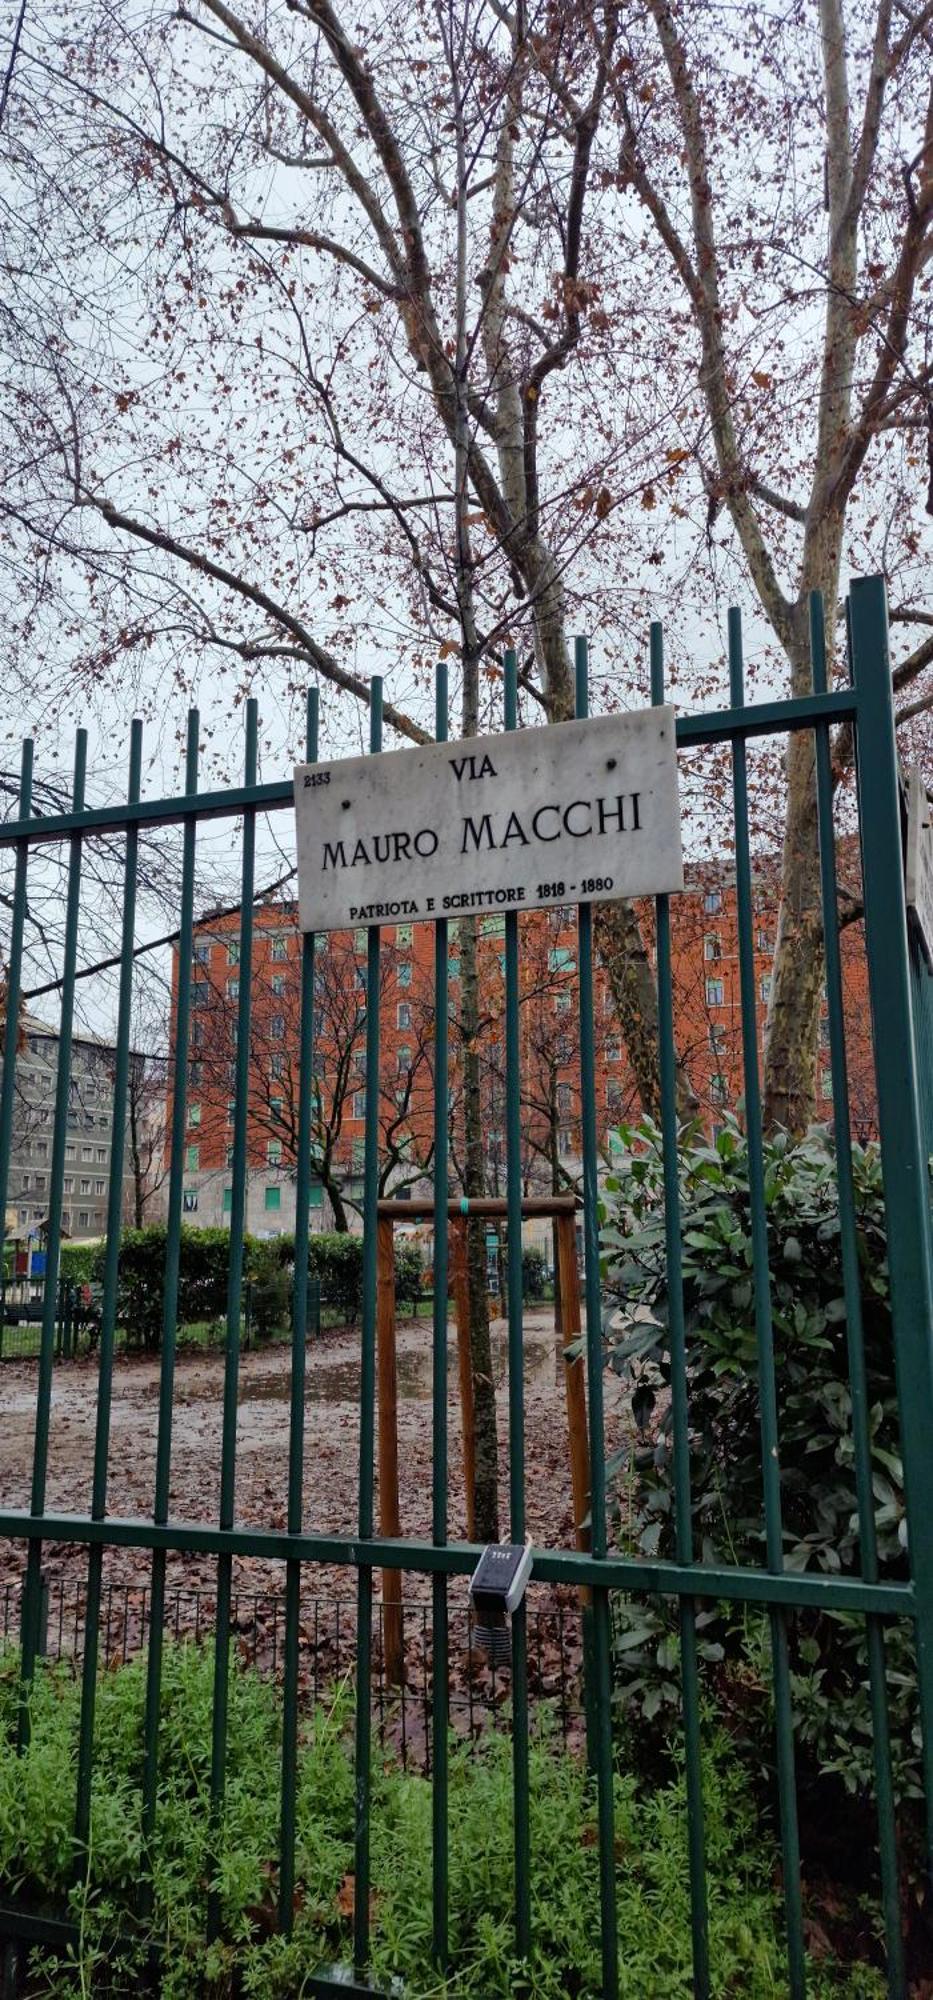 2133
VIA
MAURO MACCHI
PATRIOTA E SCRITTORE 1818 - 1880